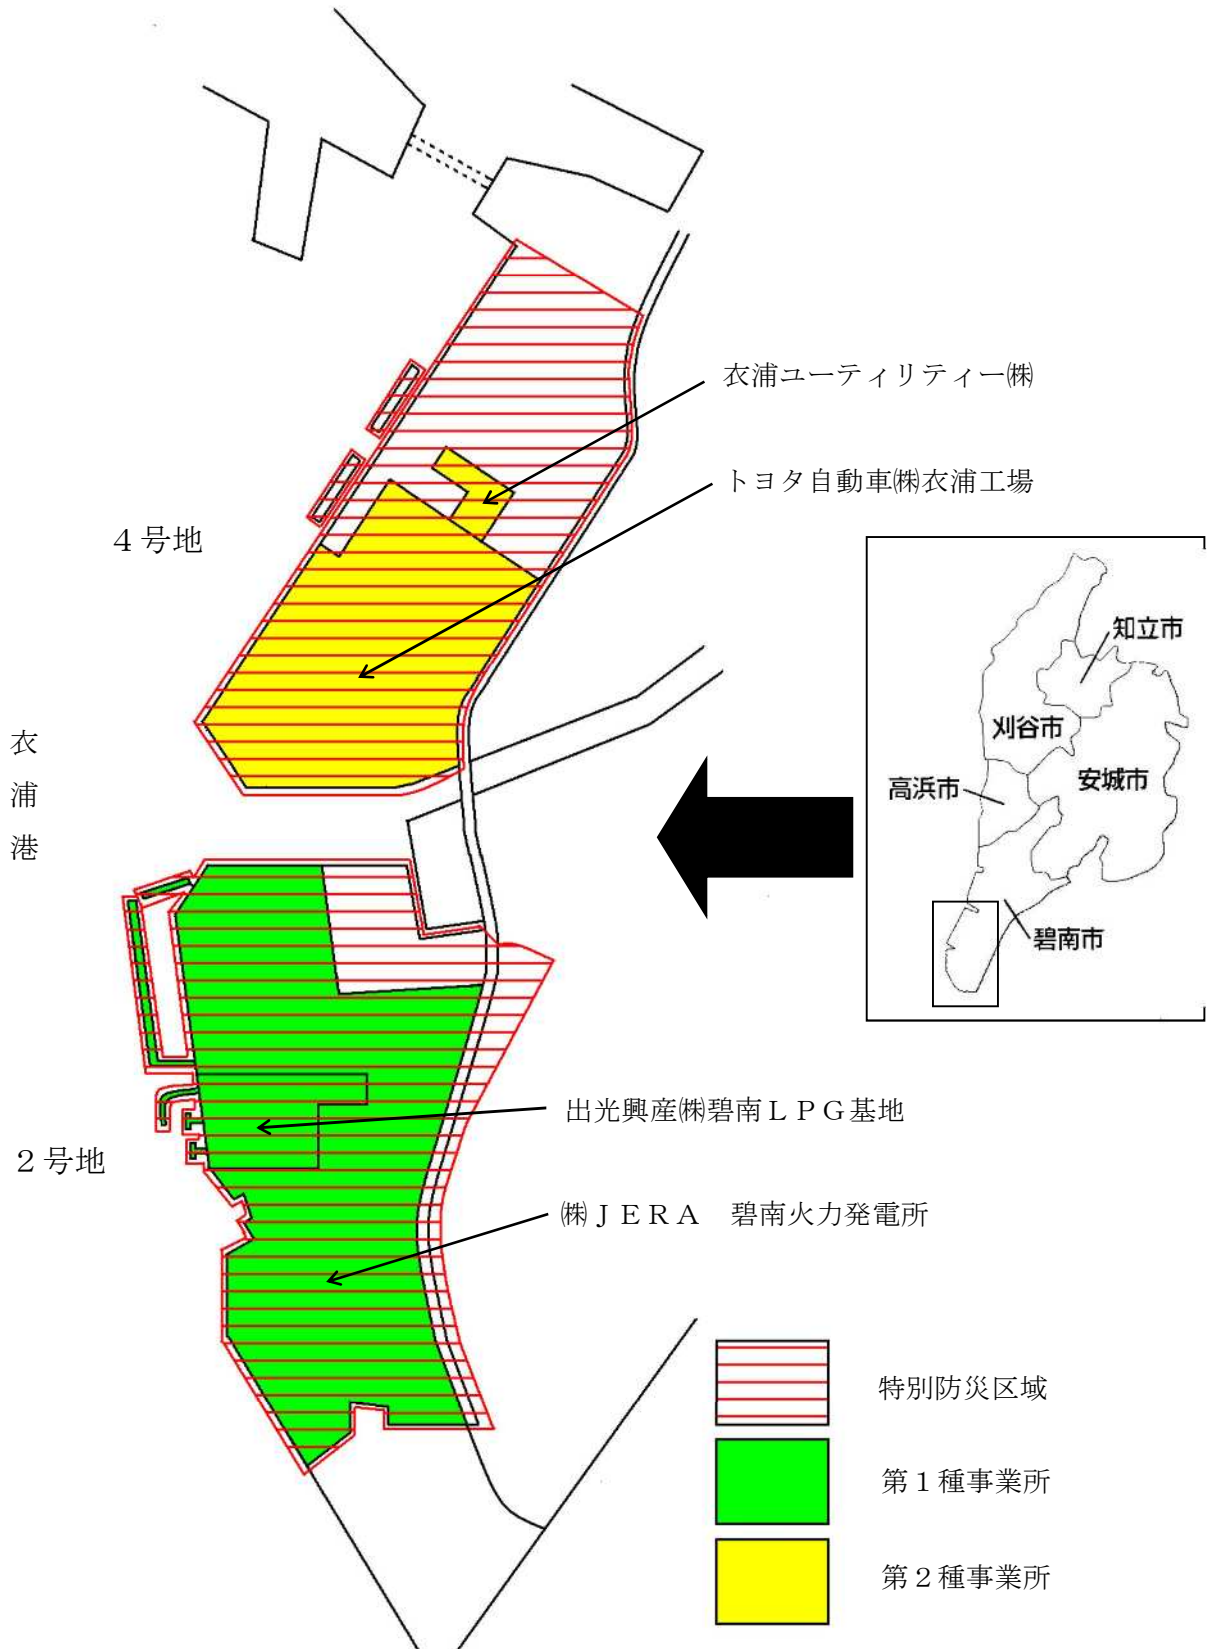 衣浦ユーティリティー㈱
トヨタ自動車㈱衣浦工場
４号地
知立市
刈谷市
高浜市
安城市
碧南市
衣浦港
出光興産㈱碧南ＬＰＧ基地
２号地
㈱ＪＥＲＡ　碧南火力発電所
特別防災区域
第１種事業所
第２種事業所